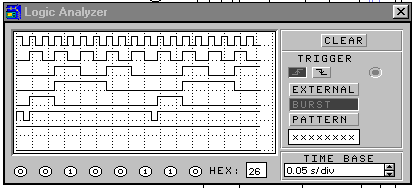 Logic Analyzer
CLEAR
TRIGGER
EXTERNAL
BURST
PATTERN
XXXXXXXX
0 0 1 0 0 1 1 0 HEX: 26
TIME BASE
0.05 s/div